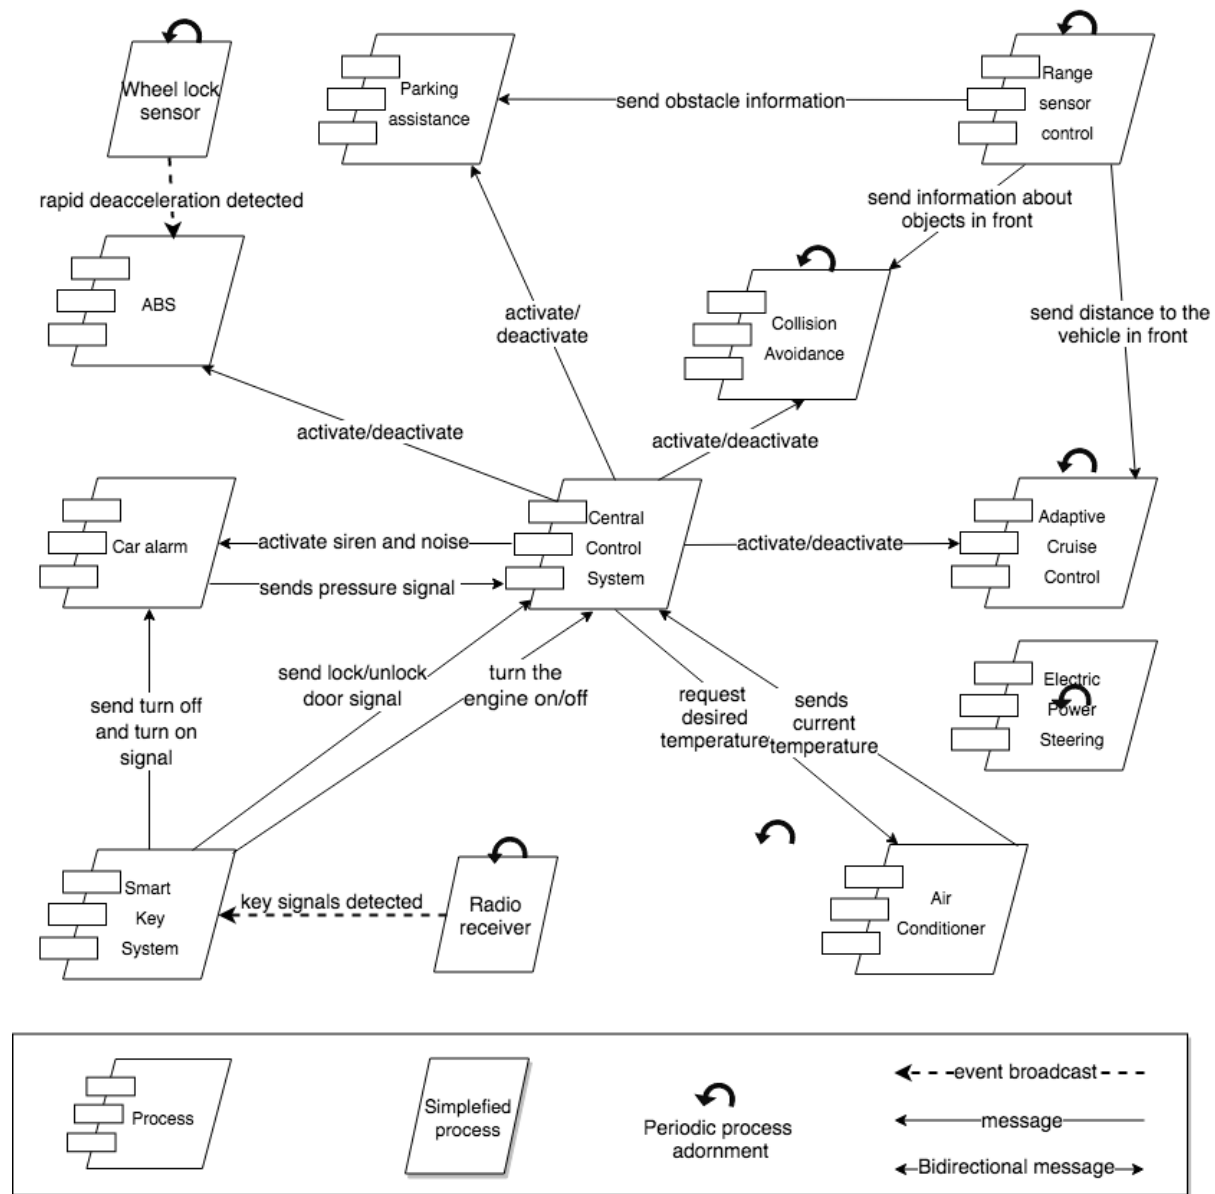 Wheel lock
sensor
Parking
assistance
send obstacle information
Range
sensor
control
rapid deacceleration detected
send information about
objects in front
ABS
activate/
deactivate
Collision
Avoidance
send distance to the
vehicle in front
activate/deactivate
activate/deactivate
Car alarm
activate siren and noise
sends pressure signal
Central
Control
System
activate/deactivate
Adaptive
Cruise
Control
send turn off
and turn on
signal
send lock/unlock
door signal
turn the
engine on/off
request
desired
temperature
sends
current
temperature
Electric
Power
Steering
Smart
Key
System
key signals detected
Radio
receiver
Air
Conditioner
Process
Simplefied
process
Periodic process
adornment
event broadcast
message
Bidirectional message